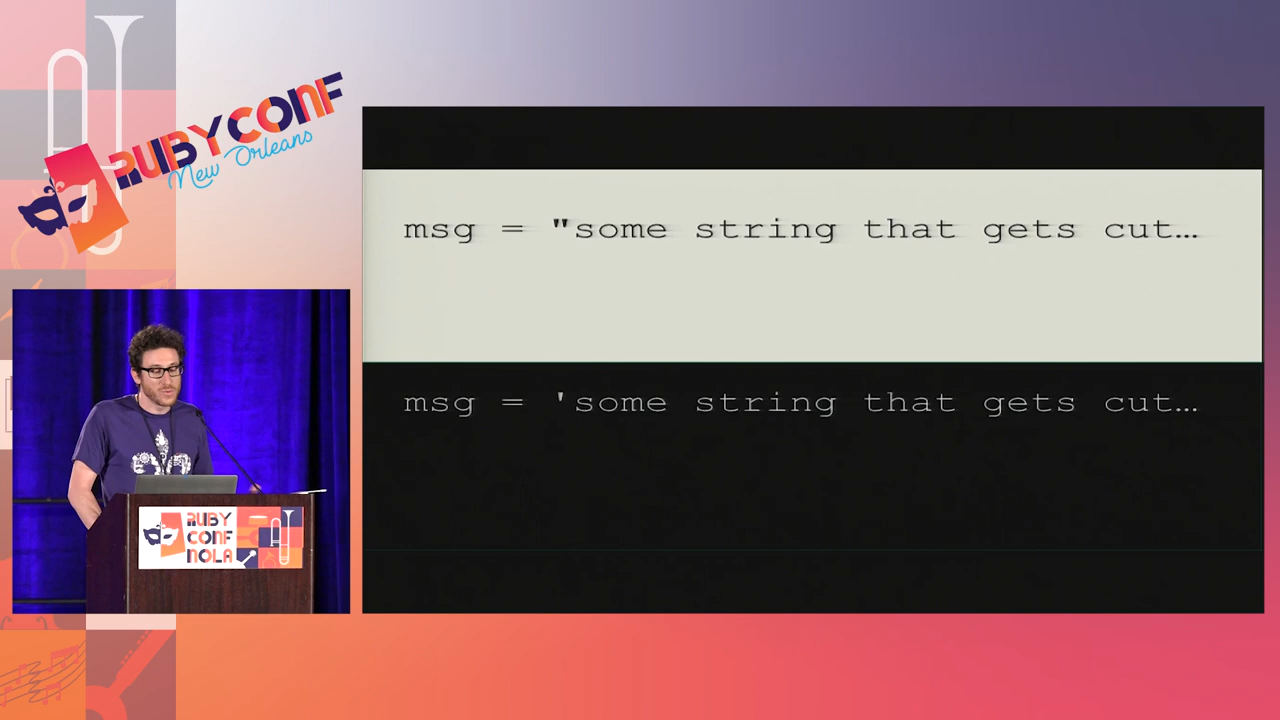 RUBYCONF
New Orleans
msg = "some string that gets cut…
msg = 'some string that gets cut…
RUBY
CONF
NOLA